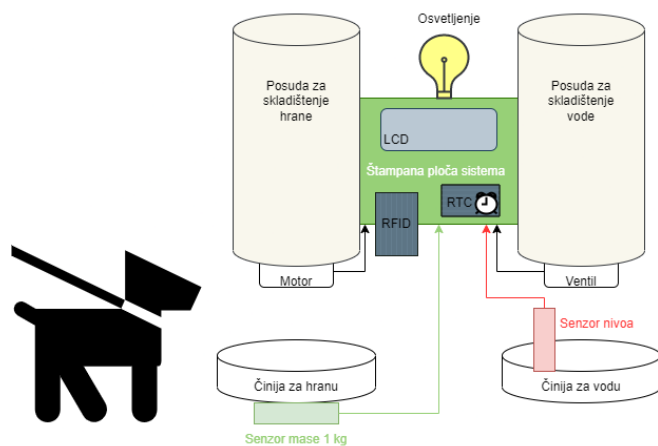 Osvetljenje
Posuda za
skladištenje
hrane
Posuda za
skladištenje
vode
LCD
Štampana ploča sistema
RTC
RFID
Motor
Ventil
Senzor nivoa
Činija za hranu
Činija za vodu
Senzor mase 1 kg